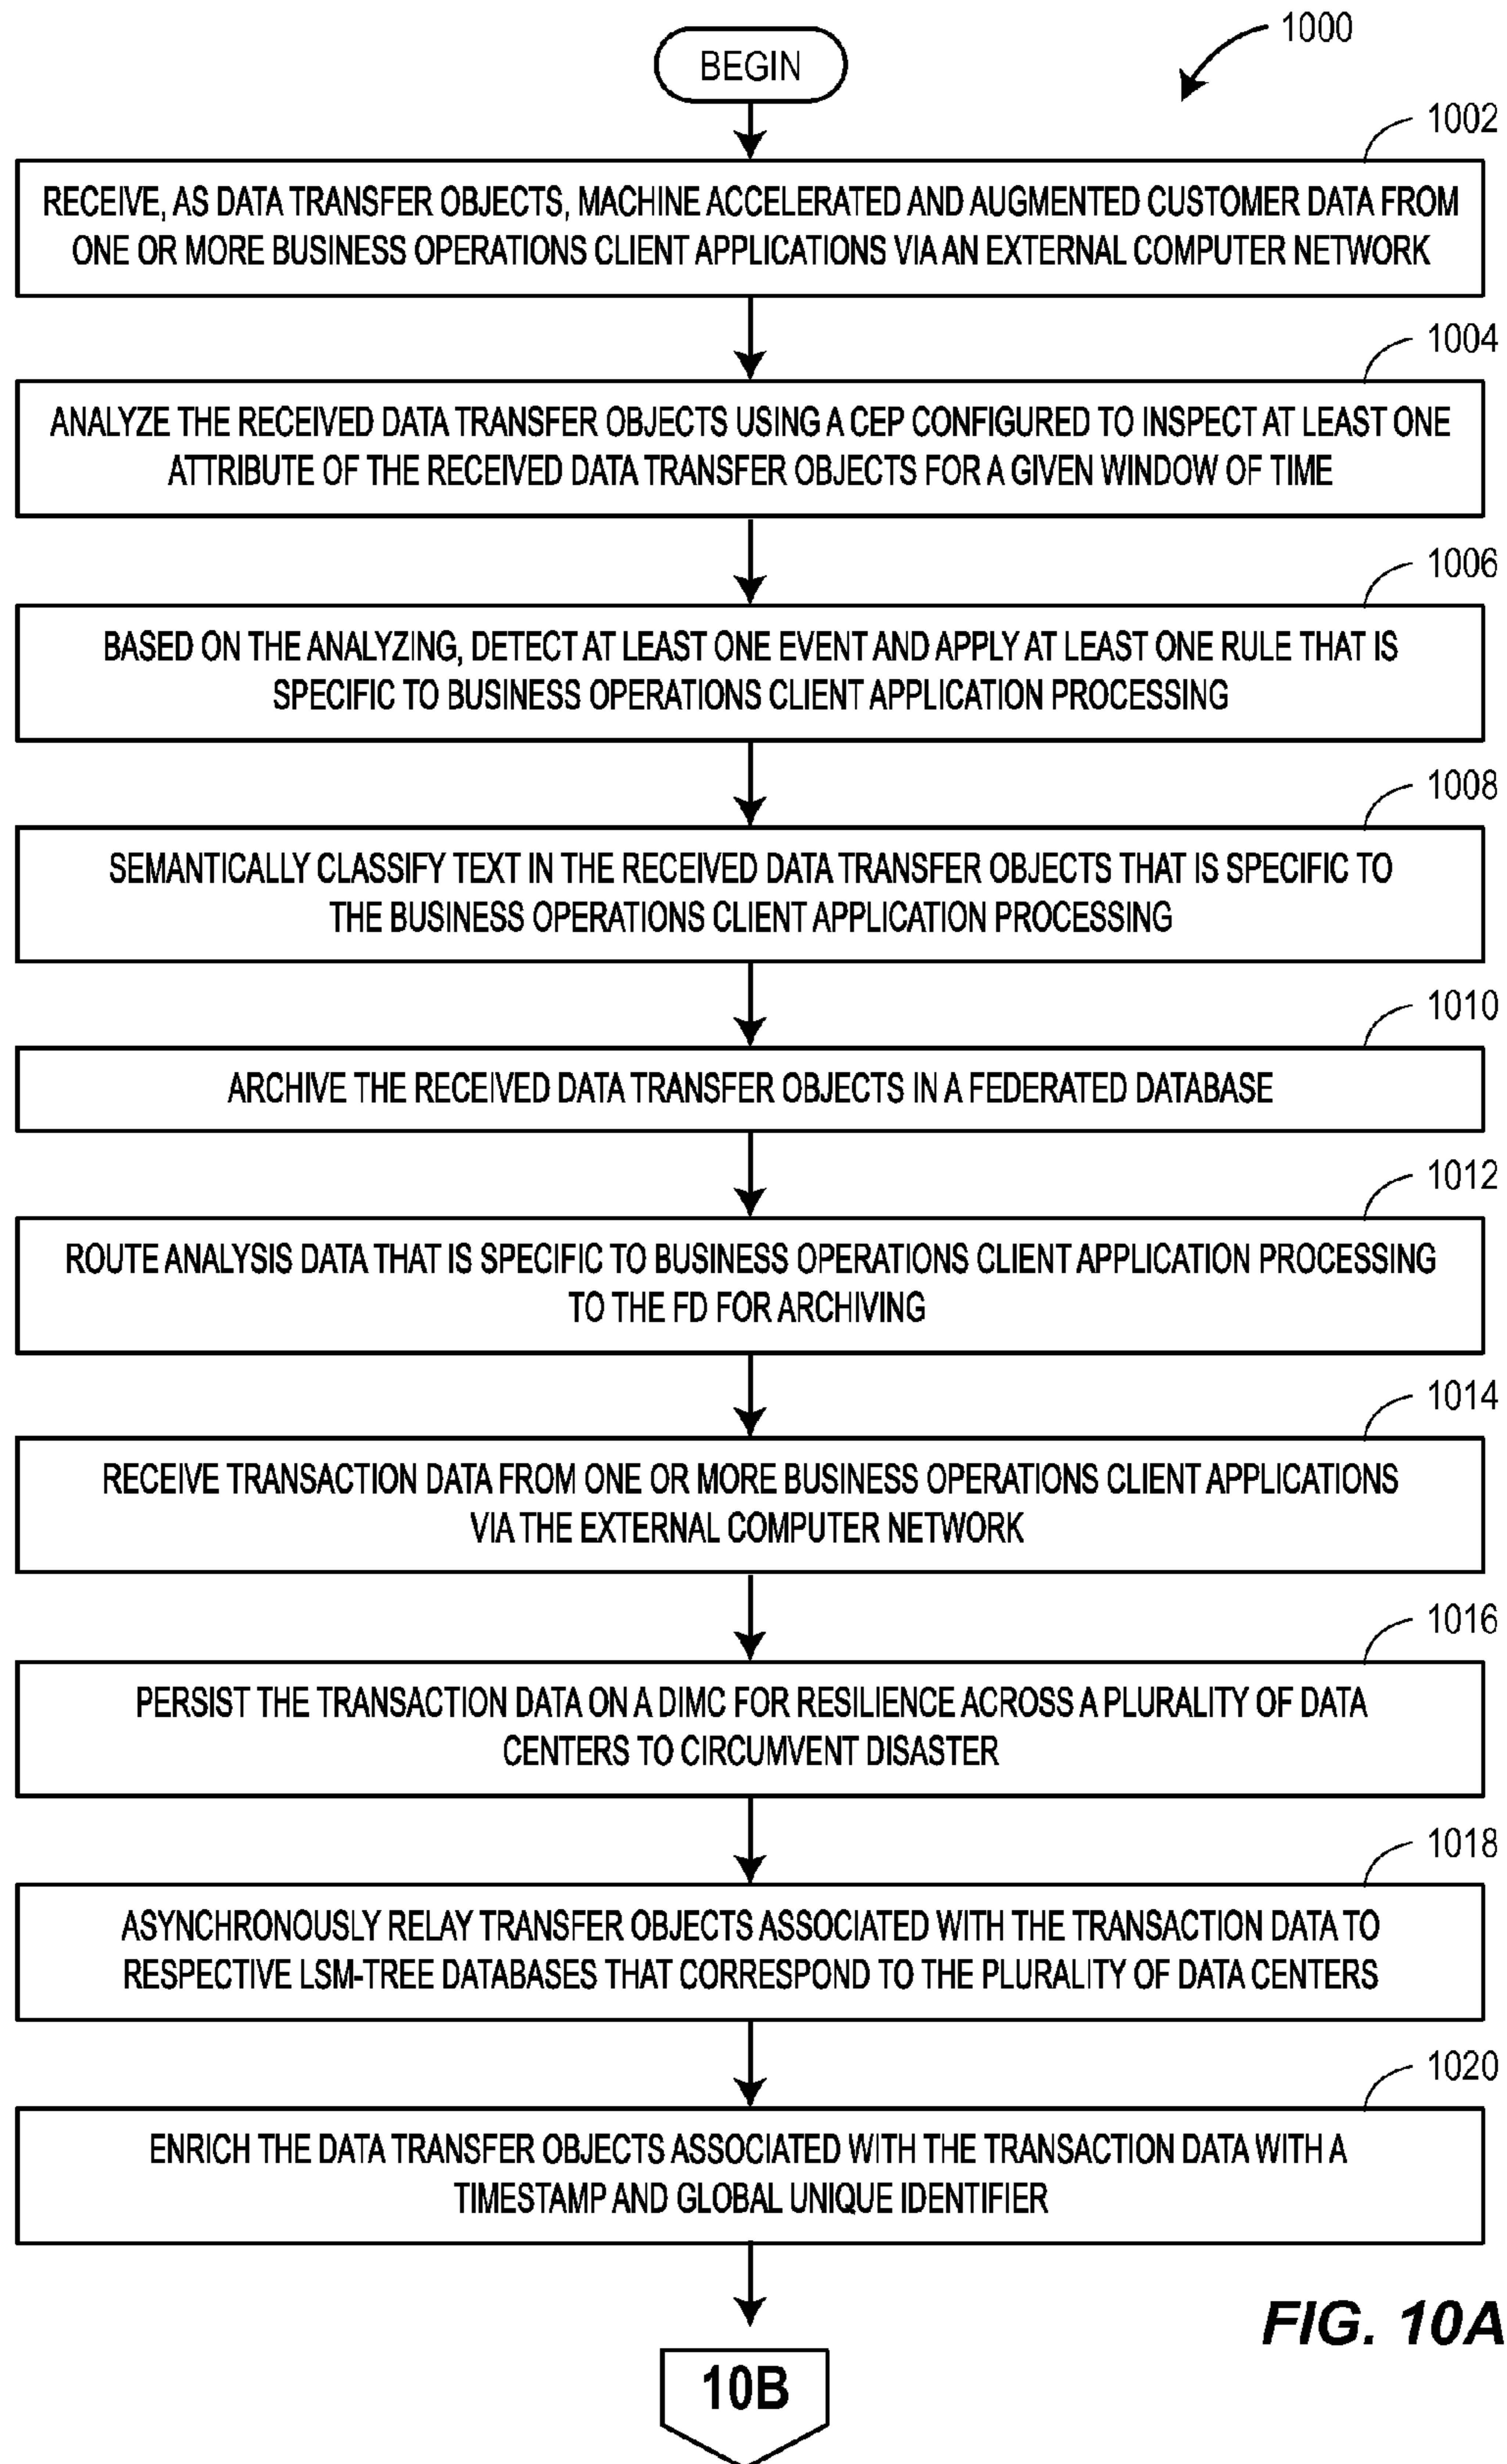 BEGIN
1000
1002
RECEIVE, AS DATA TRANSFER OBJECTS, MACHINE ACCELERATED AND AUGMENTED CUSTOMER DATA FROM
ONE OR MORE BUSINESS OPERATIONS CLIENT APPLICATIONS VIA AN EXTERNAL COMPUTER NETWORK
1004
ANALYZE THE RECEIVED DATA TRANSFER OBJECTS USING A CEP CONFIGURED TO INSPECT AT LEAST ONE
ATTRIBUTE OF THE RECEIVED DATA TRANSFER OBJECTS FOR A GIVEN WINDOW OF TIME
1006
BASED ON THE ANALYZING, DETECT AT LEAST ONE EVENT AND APPLY AT LEAST ONE RULE THAT IS
SPECIFIC TO BUSINESS OPERATIONS CLIENT APPLICATION PROCESSING
1008
SEMANTICALLY CLASSIFY TEXT IN THE RECEIVED DATA TRANSFER OBJECTS THAT IS SPECIFIC TO
THE BUSINESS OPERATIONS CLIENT APPLICATION PROCESSING
1010
ARCHIVE THE RECEIVED DATA TRANSFER OBJECTS IN A FEDERATED DATABASE
1012
ROUTE ANALYSIS DATA THAT IS SPECIFIC TO BUSINESS OPERATIONS CLIENT APPLICATION PROCESSING
TO THE FD FOR ARCHIVING
1014
RECEIVE TRANSACTION DATA FROM ONE OR MORE BUSINESS OPERATIONS CLIENT APPLICATIONS
VIA THE EXTERNAL COMPUTER NETWORK
1016
PERSIST THE TRANSACTION DATA ON A DIMC FOR RESILIENCE ACROSS A PLURALITY OF DATA
CENTERS TO CIRCUMVENT DISASTER
1018
ASYNCHRONOUSLY RELAY TRANSFER OBJECTS ASSOCIATED WITH THE TRANSACTION DATA TO
RESPECTIVE LSM-TREE DATABASES THAT CORRESPOND TO THE PLURALITY OF DATA CENTERS
1020
ENRICH THE DATA TRANSFER OBJECTS ASSOCIATED WITH THE TRANSACTION DATA WITH A
TIMESTAMP AND GLOBAL UNIQUE IDENTIFIER
FIG. 10A
10B